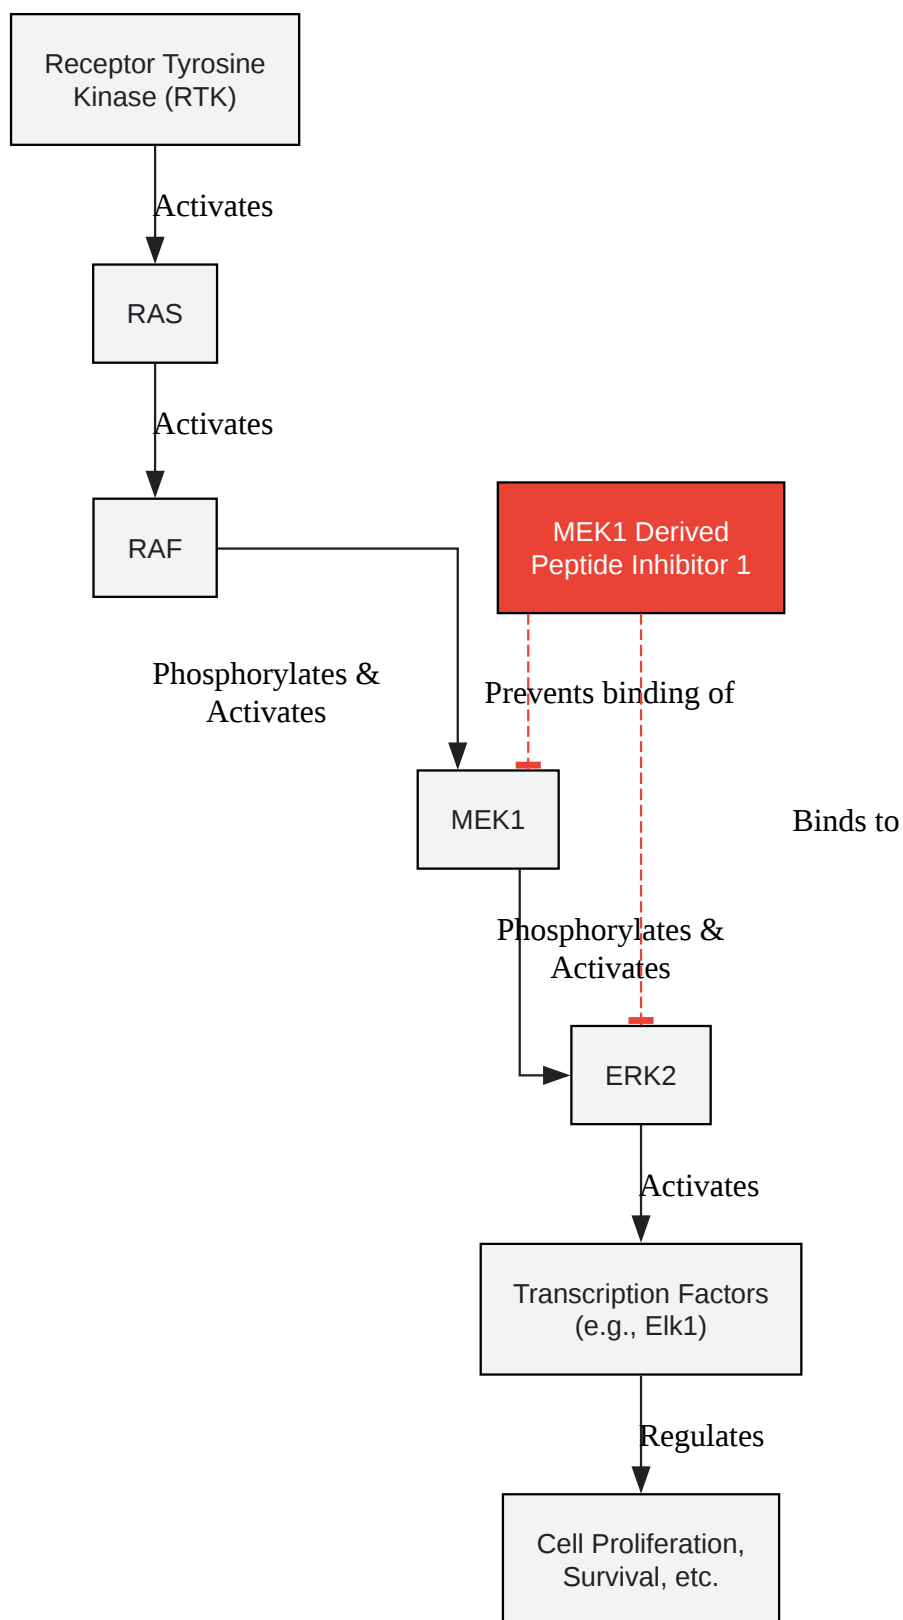 Receptor Tyrosine
Kinase (RTK)
Activates
RAS
Activates
RAF
MEK1 Derived
Peptide Inhibitor 1
Phosphorylates &
Activates
Prevents binding of
MEK1
Binds to
Phosphorylates &
Activates
ERK2
Activates
Transcription Factors
(e.g., Elk1)
Regulates
Cell Proliferation,
Survival, etc.